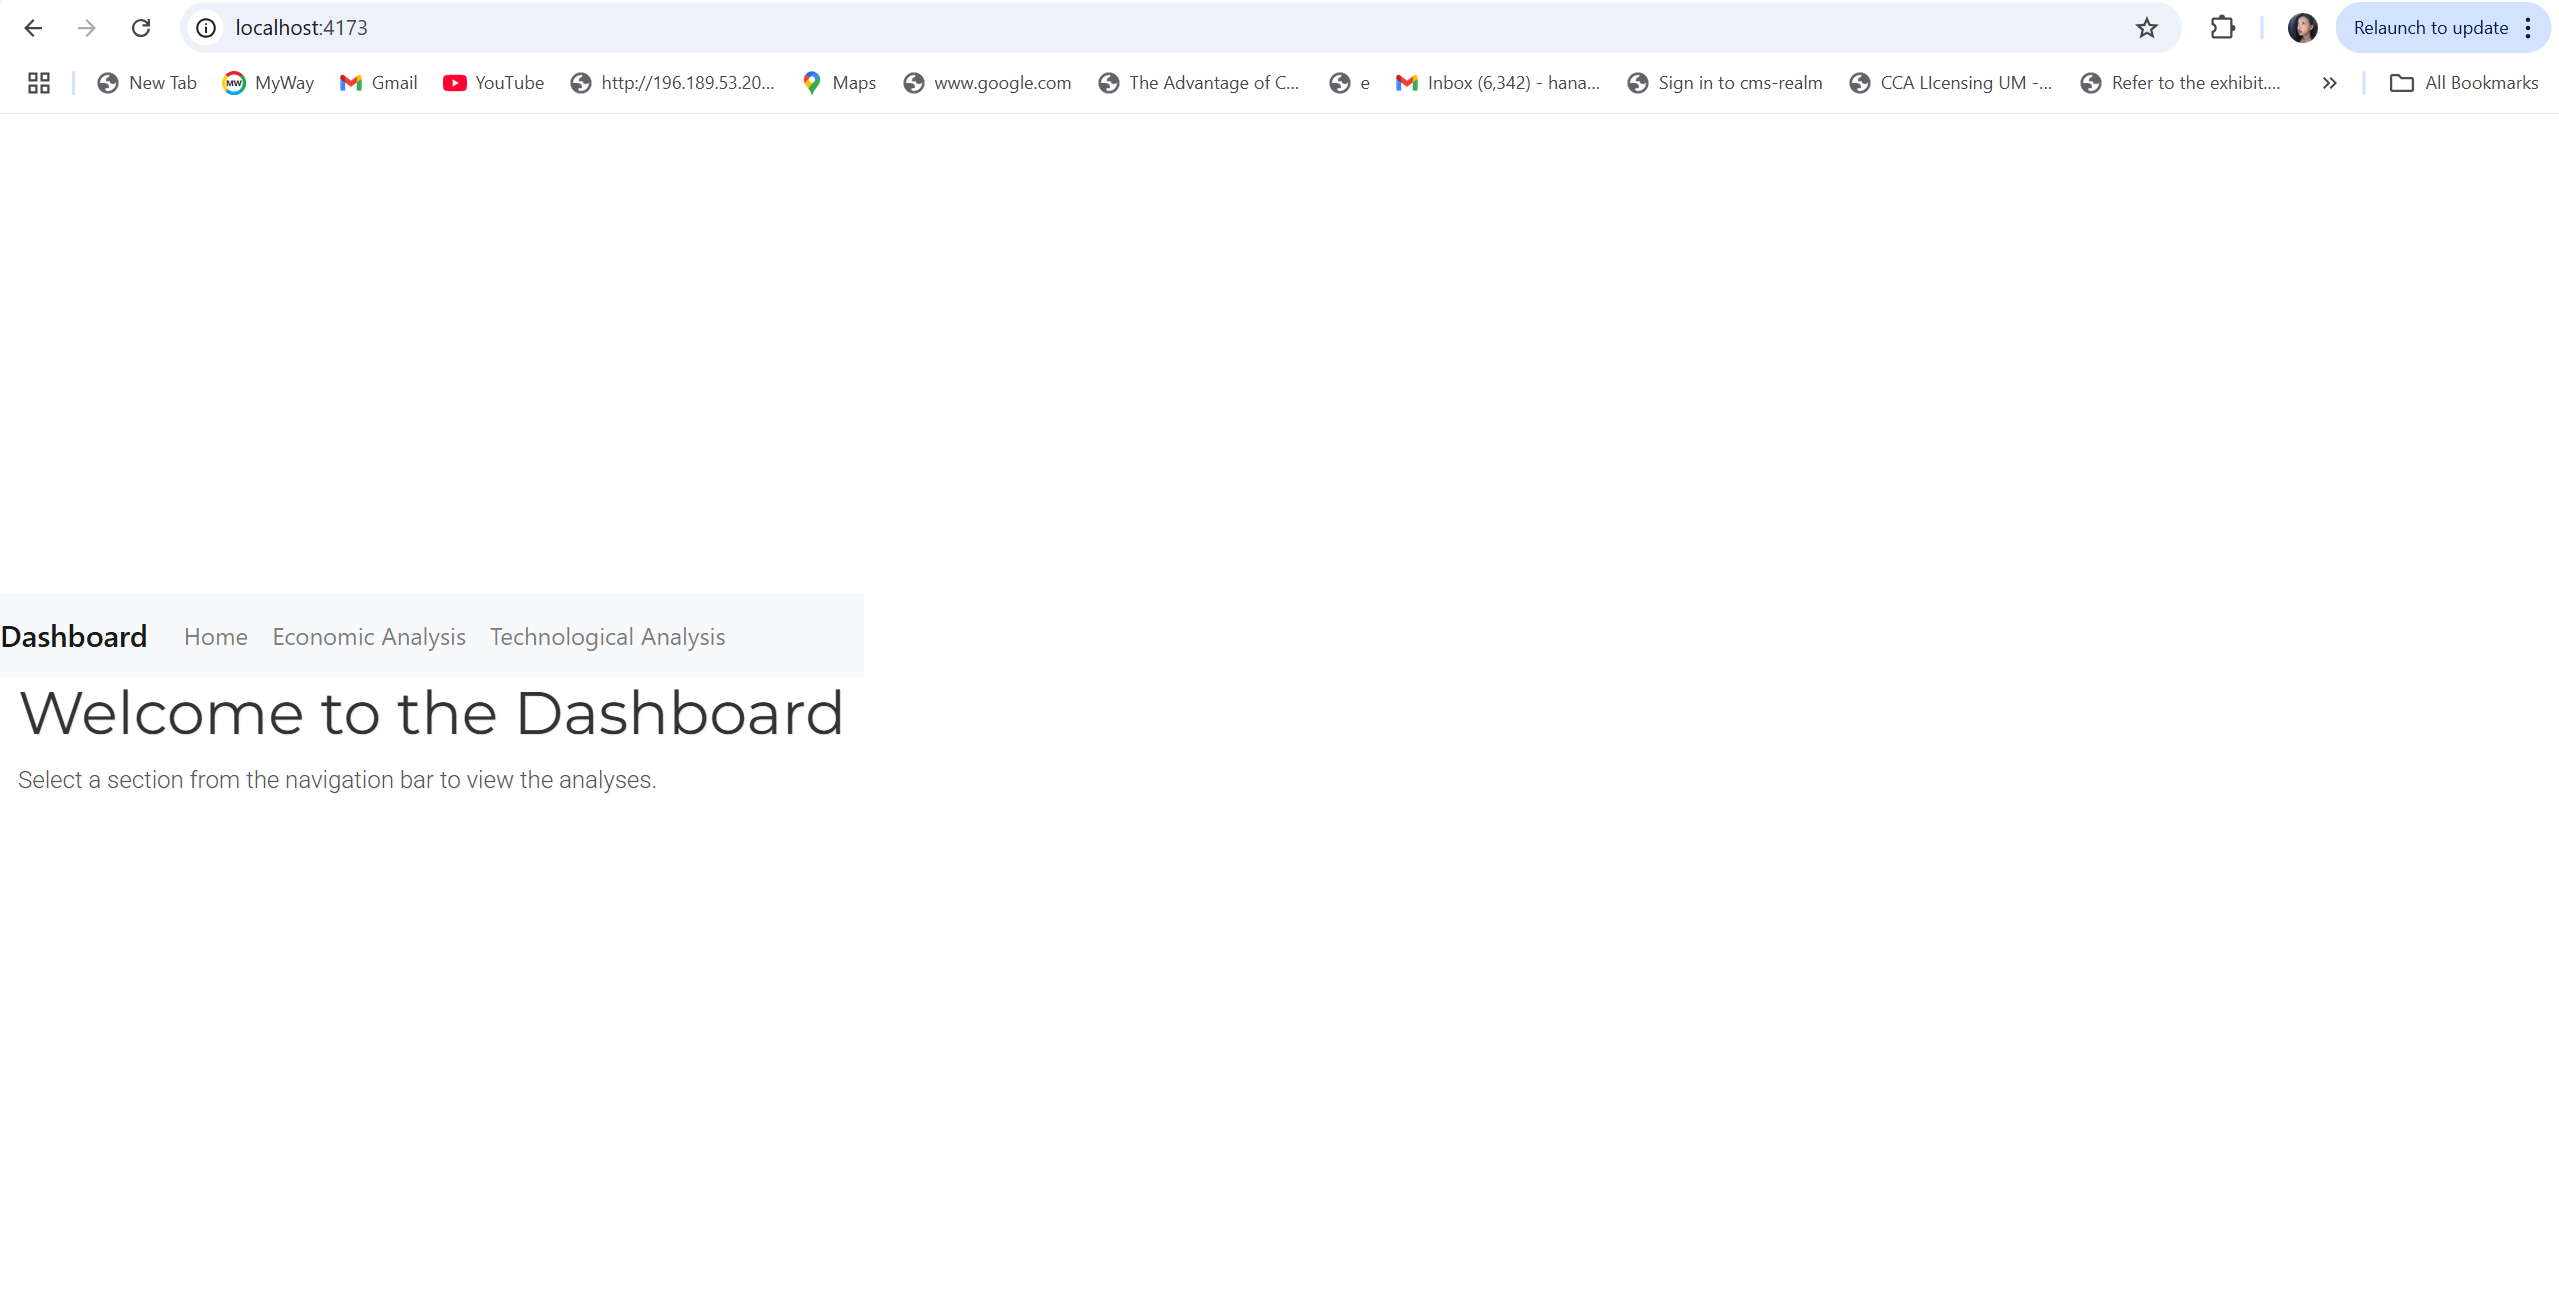 localhost:4173
Relaunch to update
New Tab MyWay Gmail YouTube http://196.189.53.20... Maps www.google.com The Advantage of C... e Inbox (6,342) - hana... Sign in to cms-realm CCA LIcensing UM -... Refer to the exhibit.... All Bookmarks
Dashboard Home Economic Analysis Technological Analysis
Welcome to the Dashboard
Select a section from the navigation bar to view the analyses.